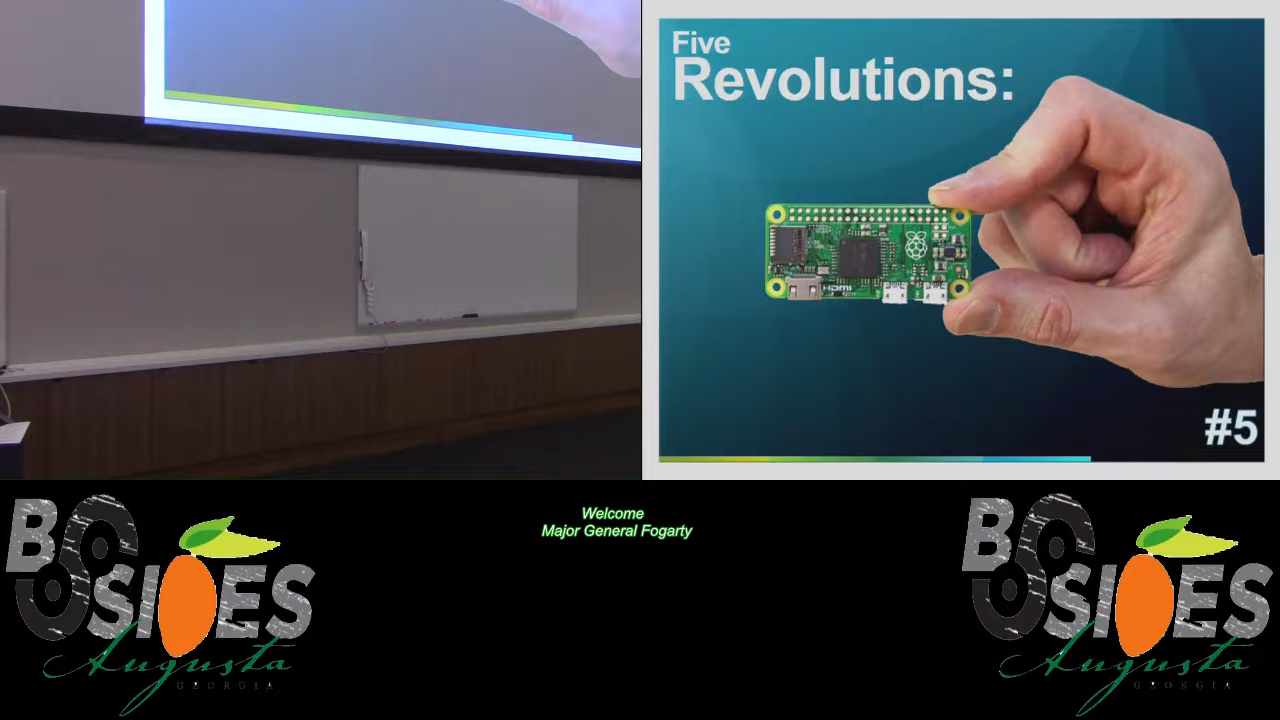 Five
Revolutions:
HDMI
#5
Welcome
Major General Fogarty
BSIDES
Augusta
GEORGIA
BSIDES
Augusta
GEORGIA